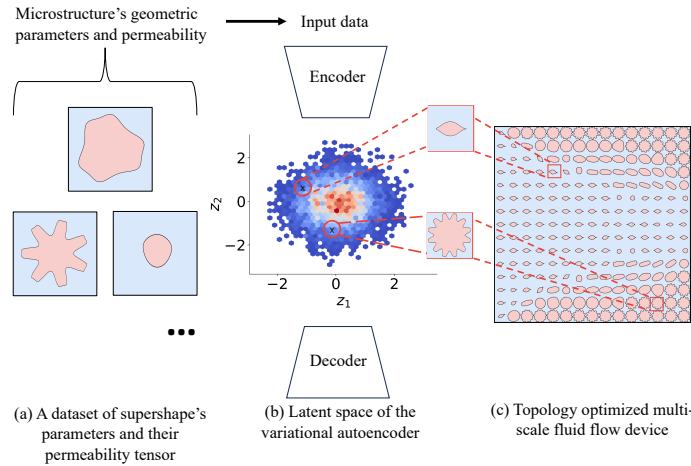 Microstructure's geometric
parameters and permeability
Input data
Encoder
2
0
−2
z2
−2
0
2
z1
x
x
Decoder
(a) A dataset of supershape's
parameters and their
permeability tensor
(b) Latent space of the
variational autoencoder
(c) Topology optimized multi-
scale fluid flow device